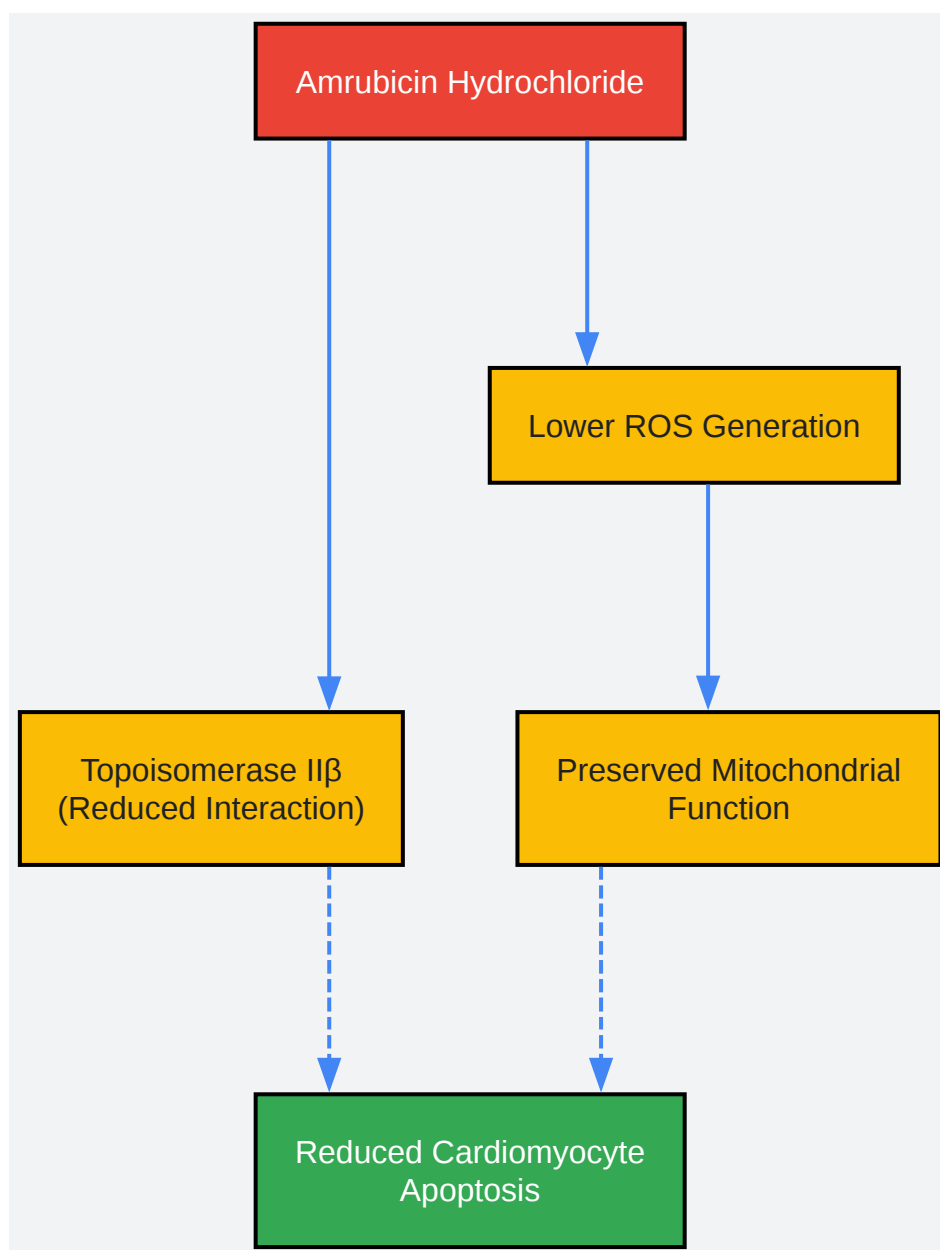 Amrubicin Hydrochloride
Lower ROS Generation
Topoisomerase IIβ
(Reduced Interaction)
Preserved Mitochondrial
Function
Reduced Cardiomyocyte
Apoptosis